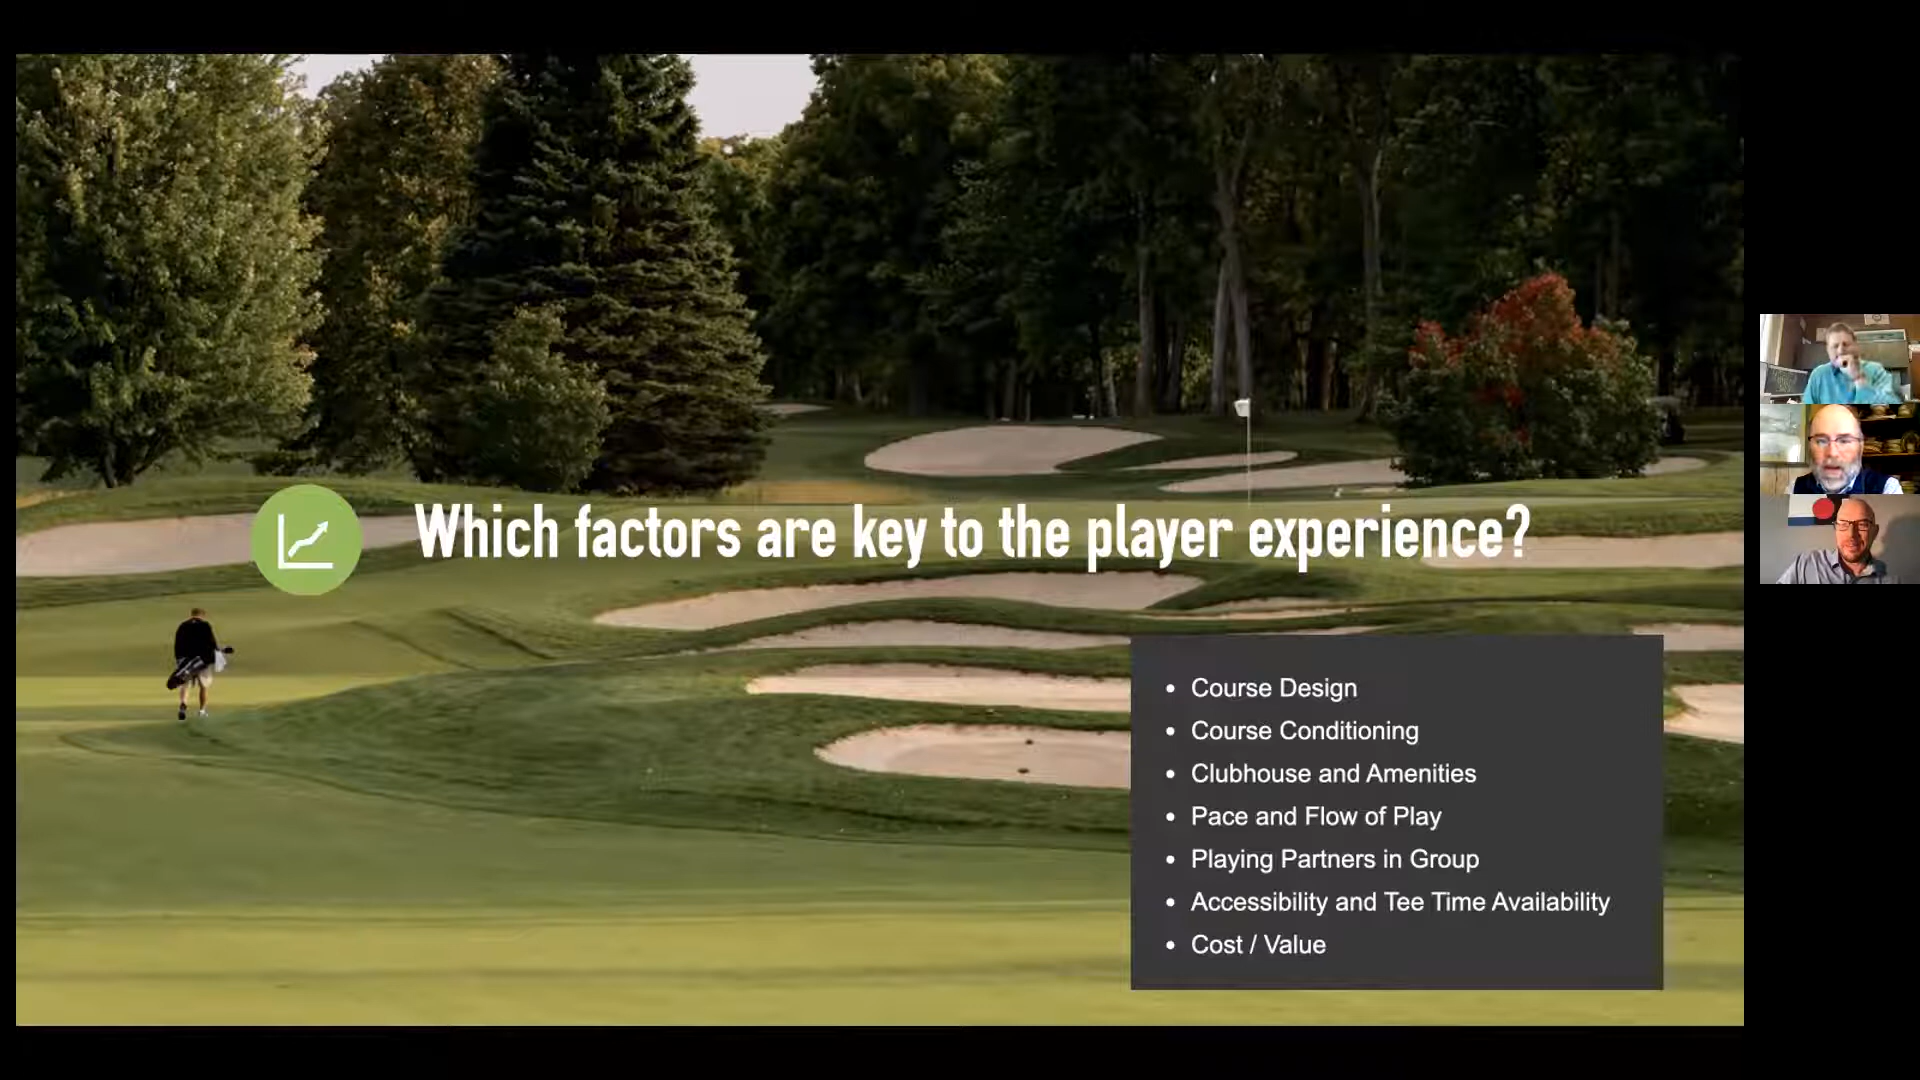 Which factors are key to the player experience?
• Course Design
• Course Conditioning
• Clubhouse and Amenities
• Pace and Flow of Play
• Playing Partners in Group
• Accessibility and Tee Time Availability
• Cost / Value